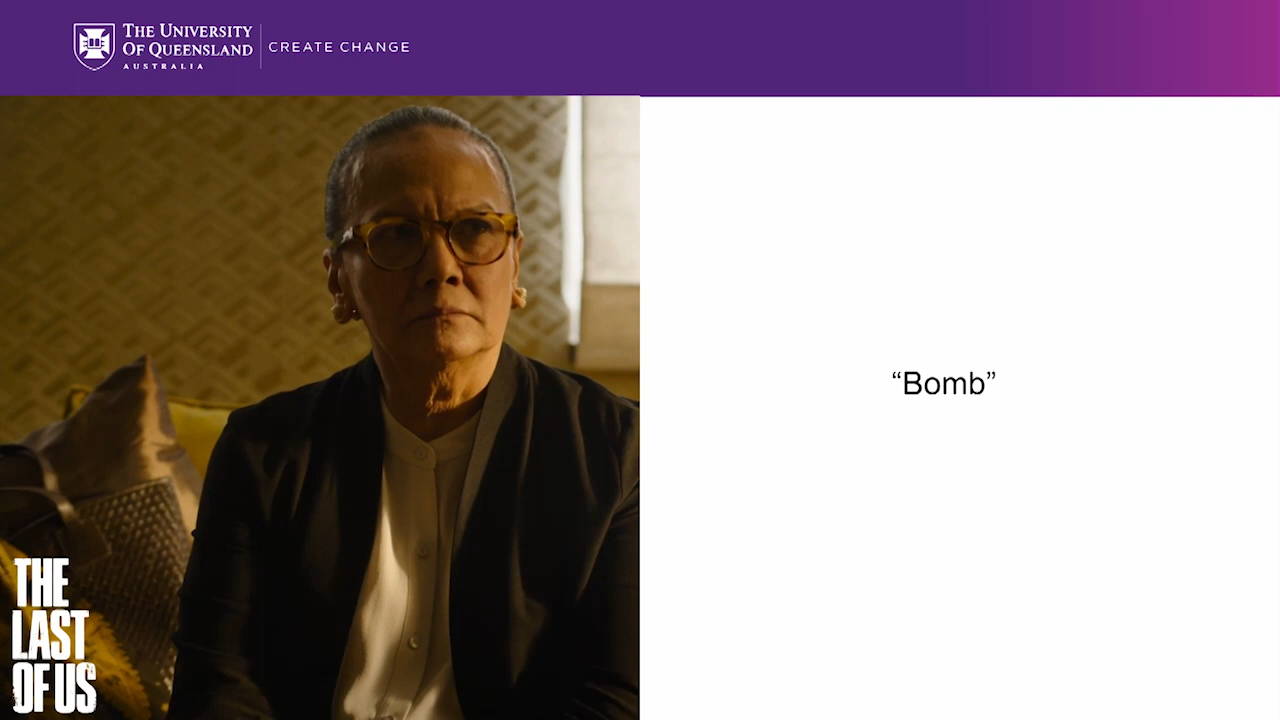 THE UNIVERSITY
OF QUEENSLAND
AUSTRALIA
CREATE CHANGE
“Bomb”
THE
LAST
OF US